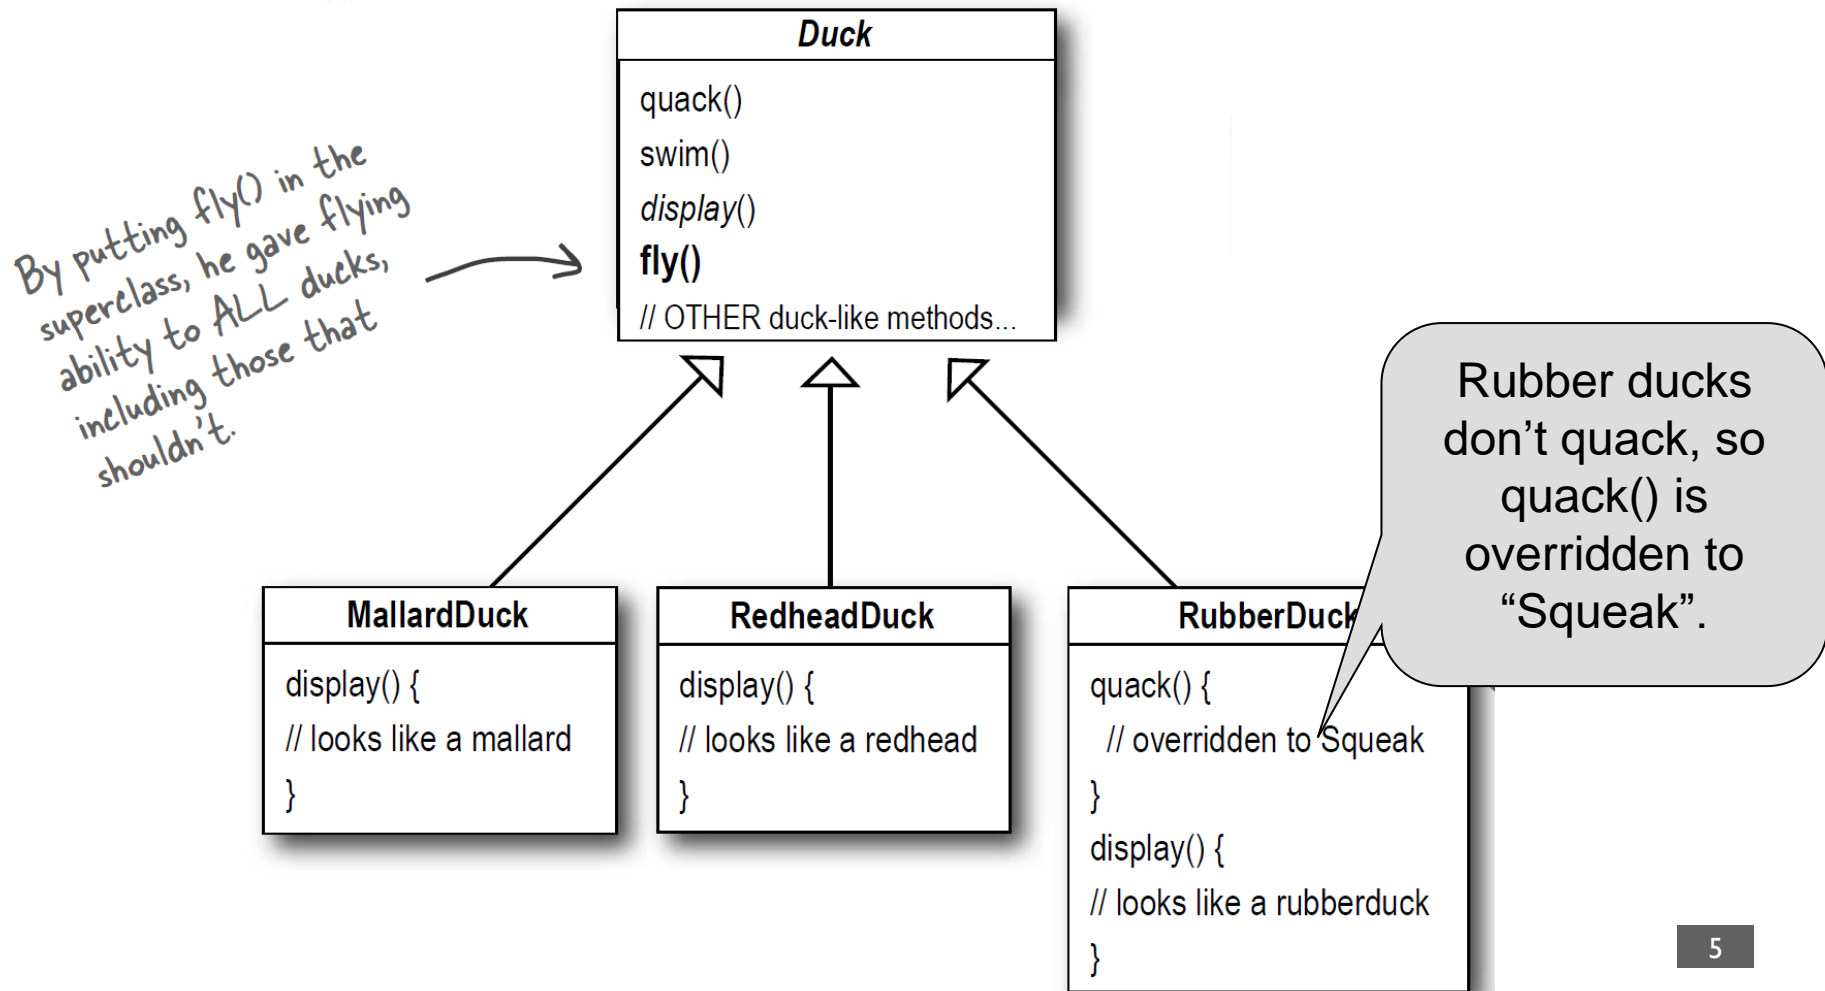 Duck
quack()
swim()
display()
fly()
// OTHER duck-like methods...
By putting fly() in the
superclass, he gave flying
ability to ALL ducks,
including those that
shouldn't.
Rubber ducks
don’t quack, so
quack() is
overridden to
“Squeak”.
MallardDuck
display() {
// looks like a mallard
}
RedheadDuck
display() {
// looks like a redhead
}
RubberDuck
quack() {
// overridden to Squeak
}
display() {
// looks like a rubberduck
}
5